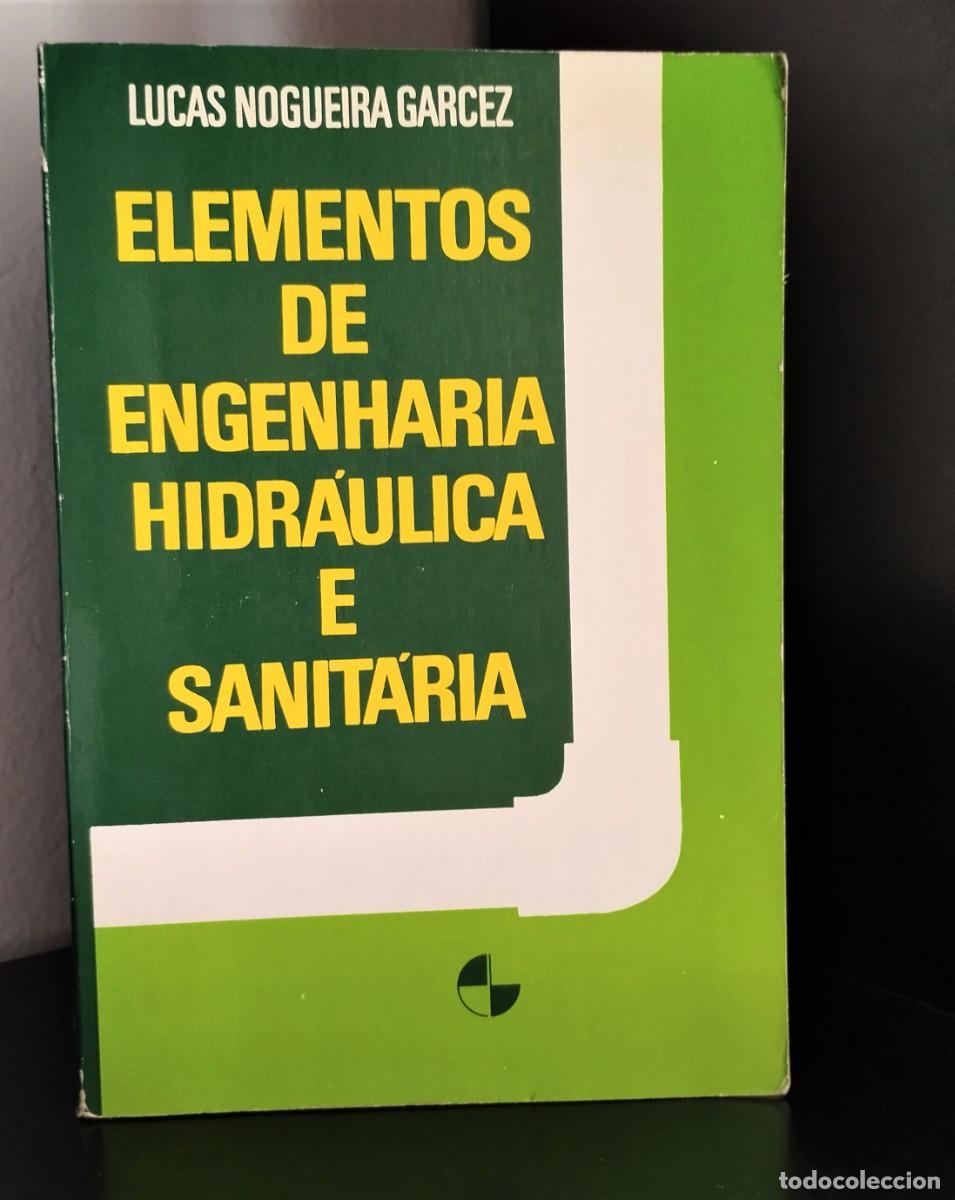 LUCAS NOGUEIRA GARCEZ
ELEMENTOS
DE
ENGENHARIA
HIDRÁULICA
E
SANITÁRIA
todocoleccion